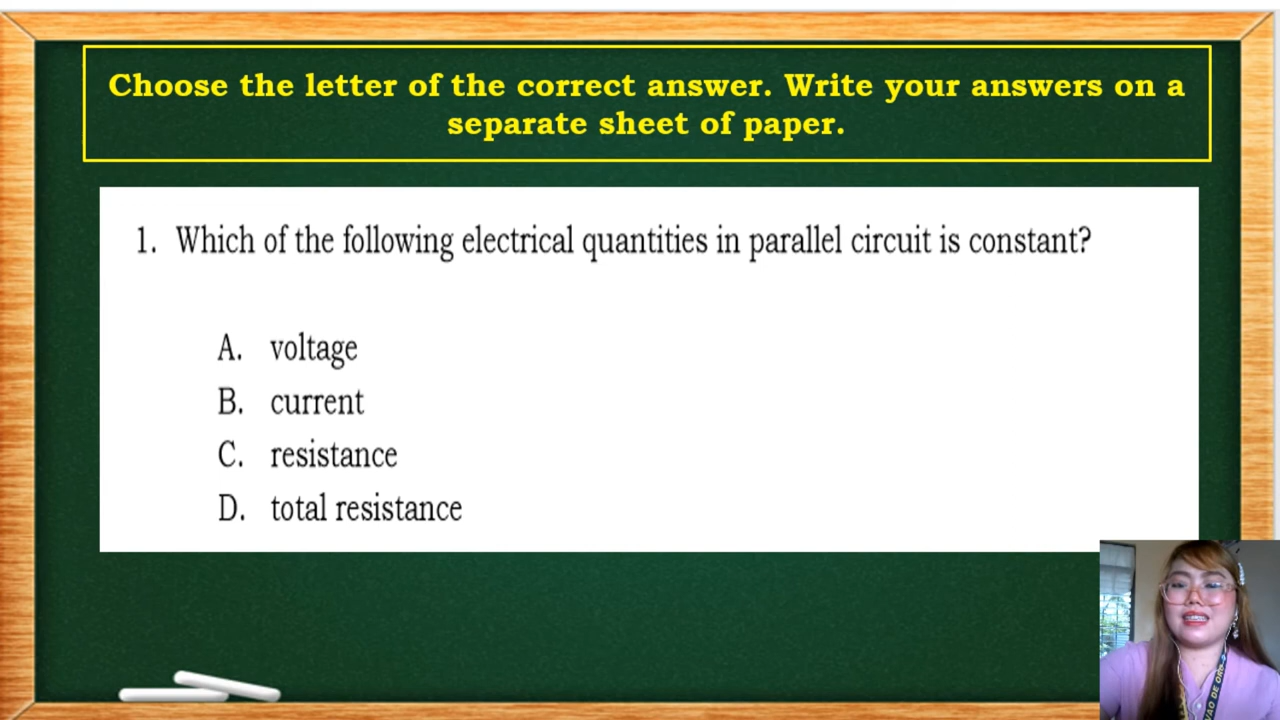 Choose the letter of the correct answer. Write your answers on a
separate sheet of paper.
1. Which of the following electrical quantities in parallel circuit is constant?
A. voltage
B. current
C. resistance
D. total resistance